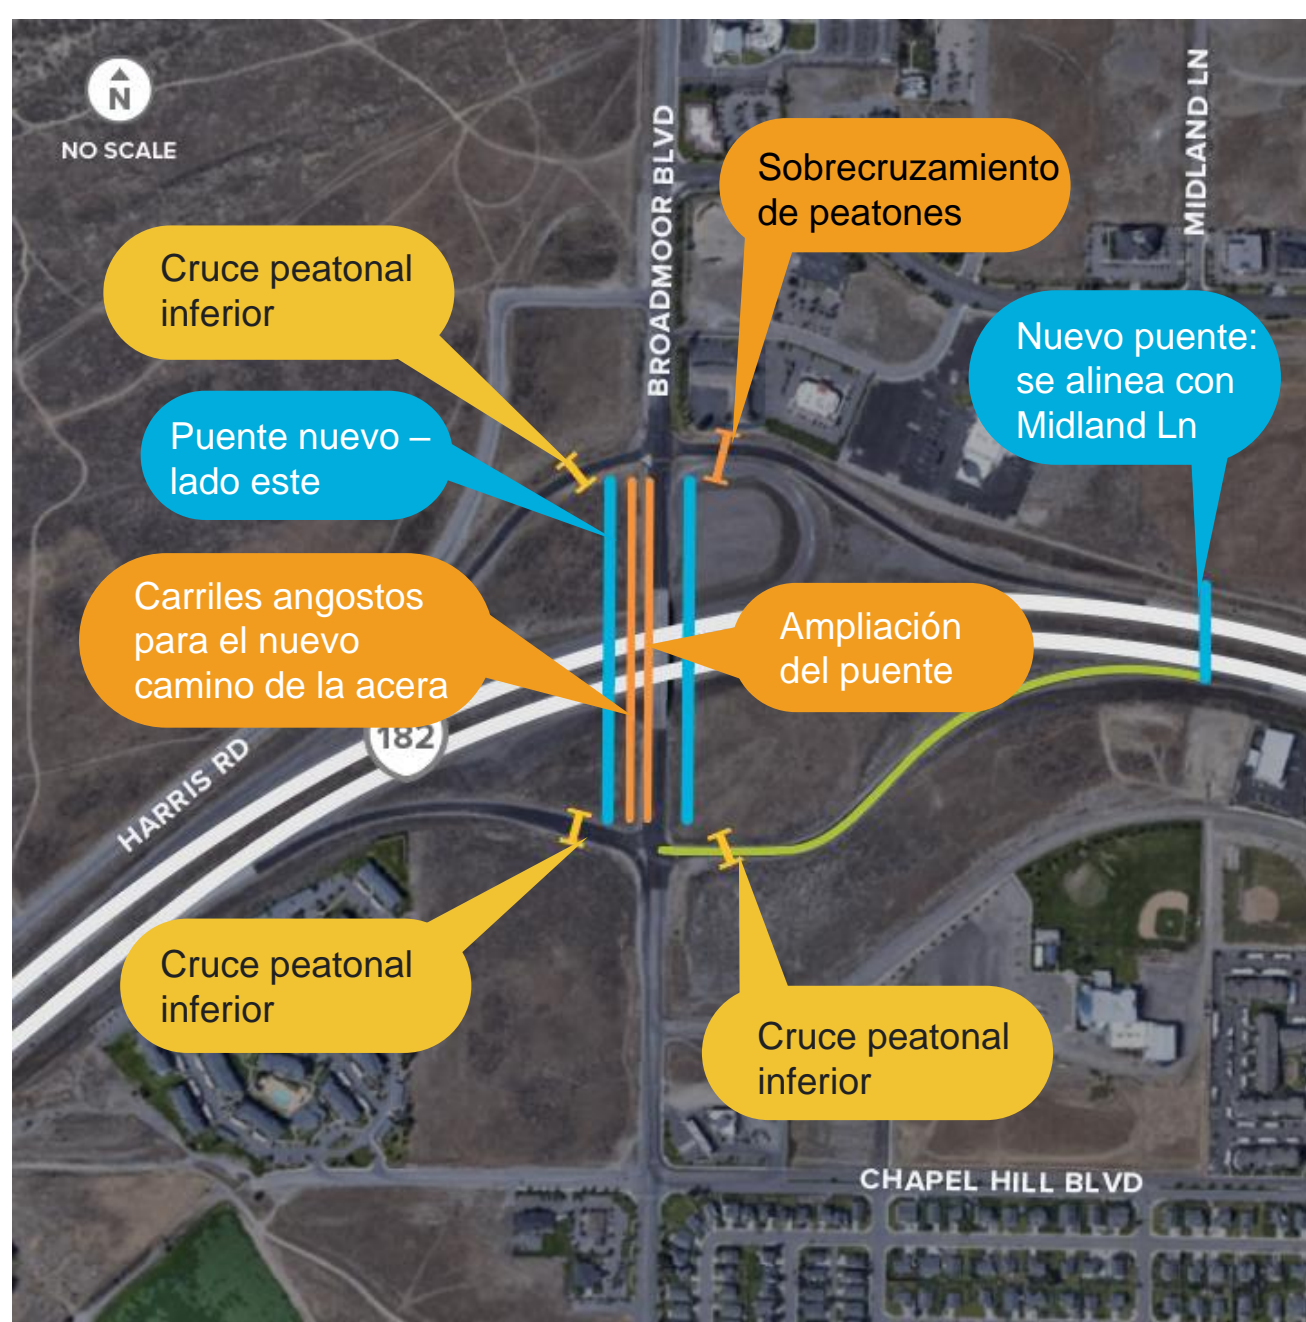 N
NO SCALE
BROADMOOR BLVD
MIDLAND LN
Sobrecruzamiento
de peatones
Cruce peatonal
inferior
Nuevo puente:
se alinea con
Midland Ln
Puente nuevo –
lado este
Carriles angostos
para el nuevo
camino de la acera
Ampliación
del puente
182
HARRIS RD
Cruce peatonal
inferior
Cruce peatonal
inferior
CHAPEL HILL BLVD